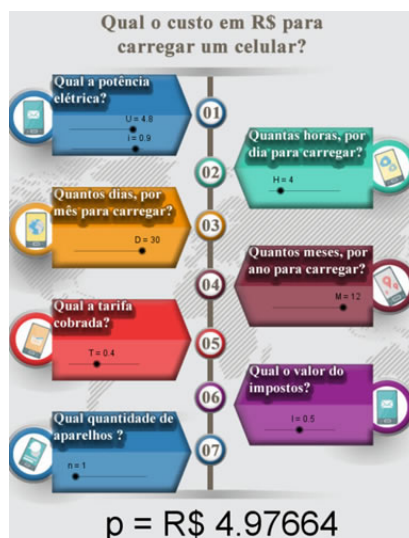 Qual o custo em R$ para
carregar um celular?
Qual a potência
elétrica?
U = 4.8
i = 0.9
01
Quantas horas, por
dia para carregar?
H = 4
02
Quantos dias, por
mês para carregar?
D = 30
03
Quantos meses, por
ano para carregar?
M = 12
04
Qual a tarifa
cobrada?
T = 0.4
05
Qual o valor do
impostos?
I = 0.5
06
Qual quantidade de
aparelhos ?
n = 1
07
p = R$ 4.97664